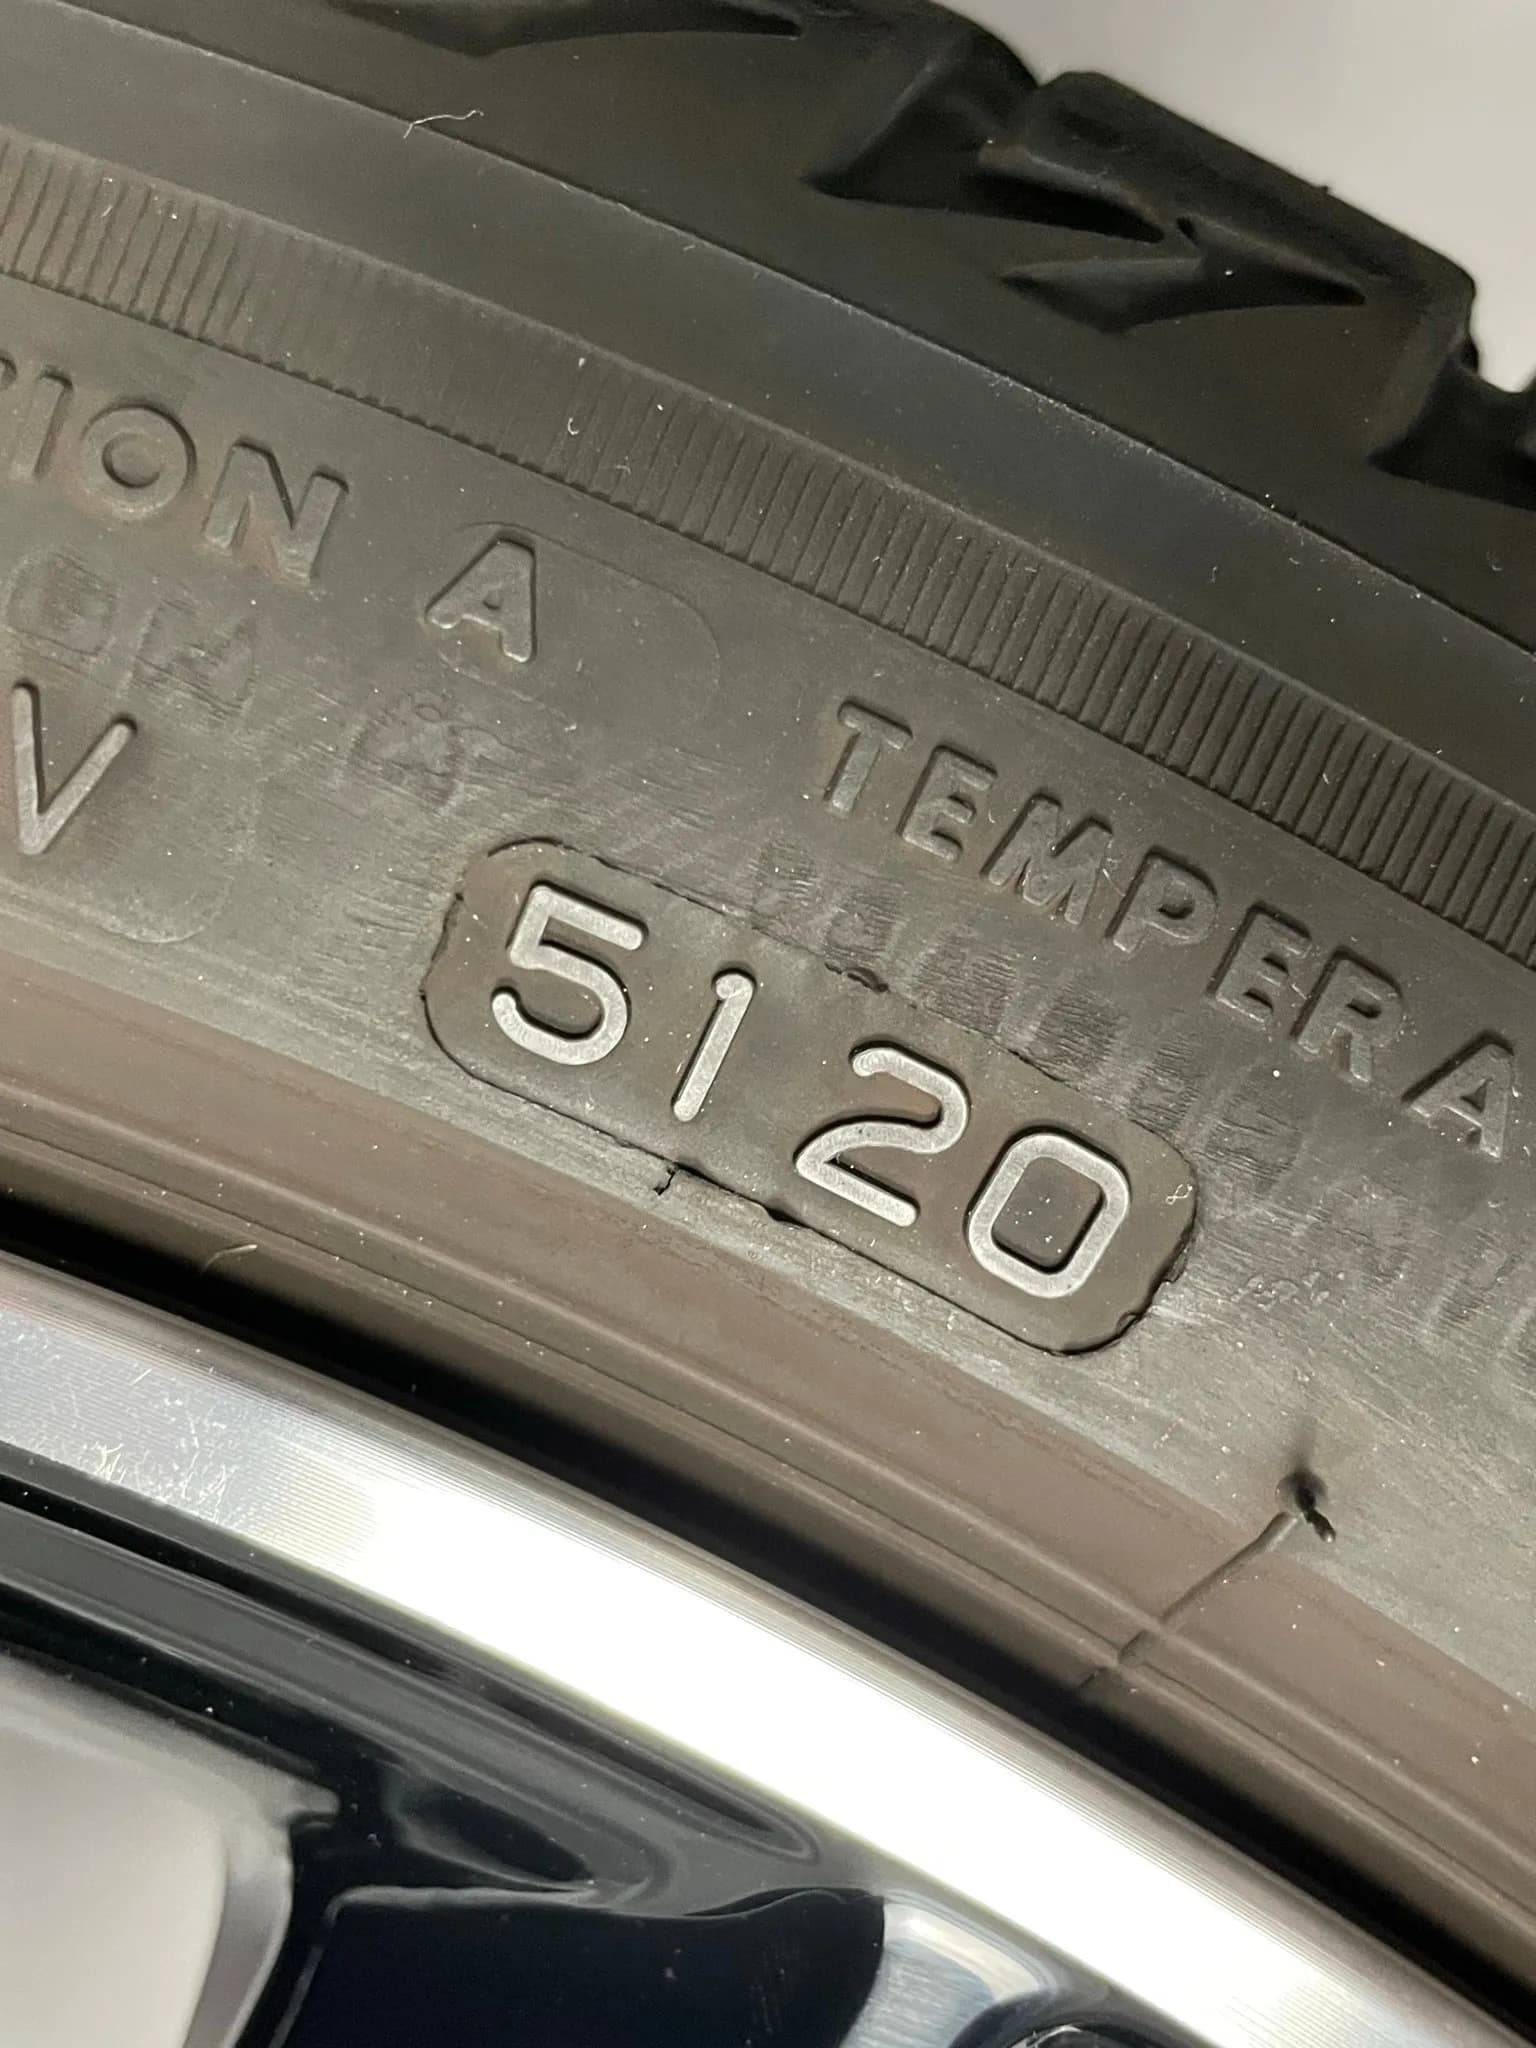 TION A
TEMPERA
V
5120